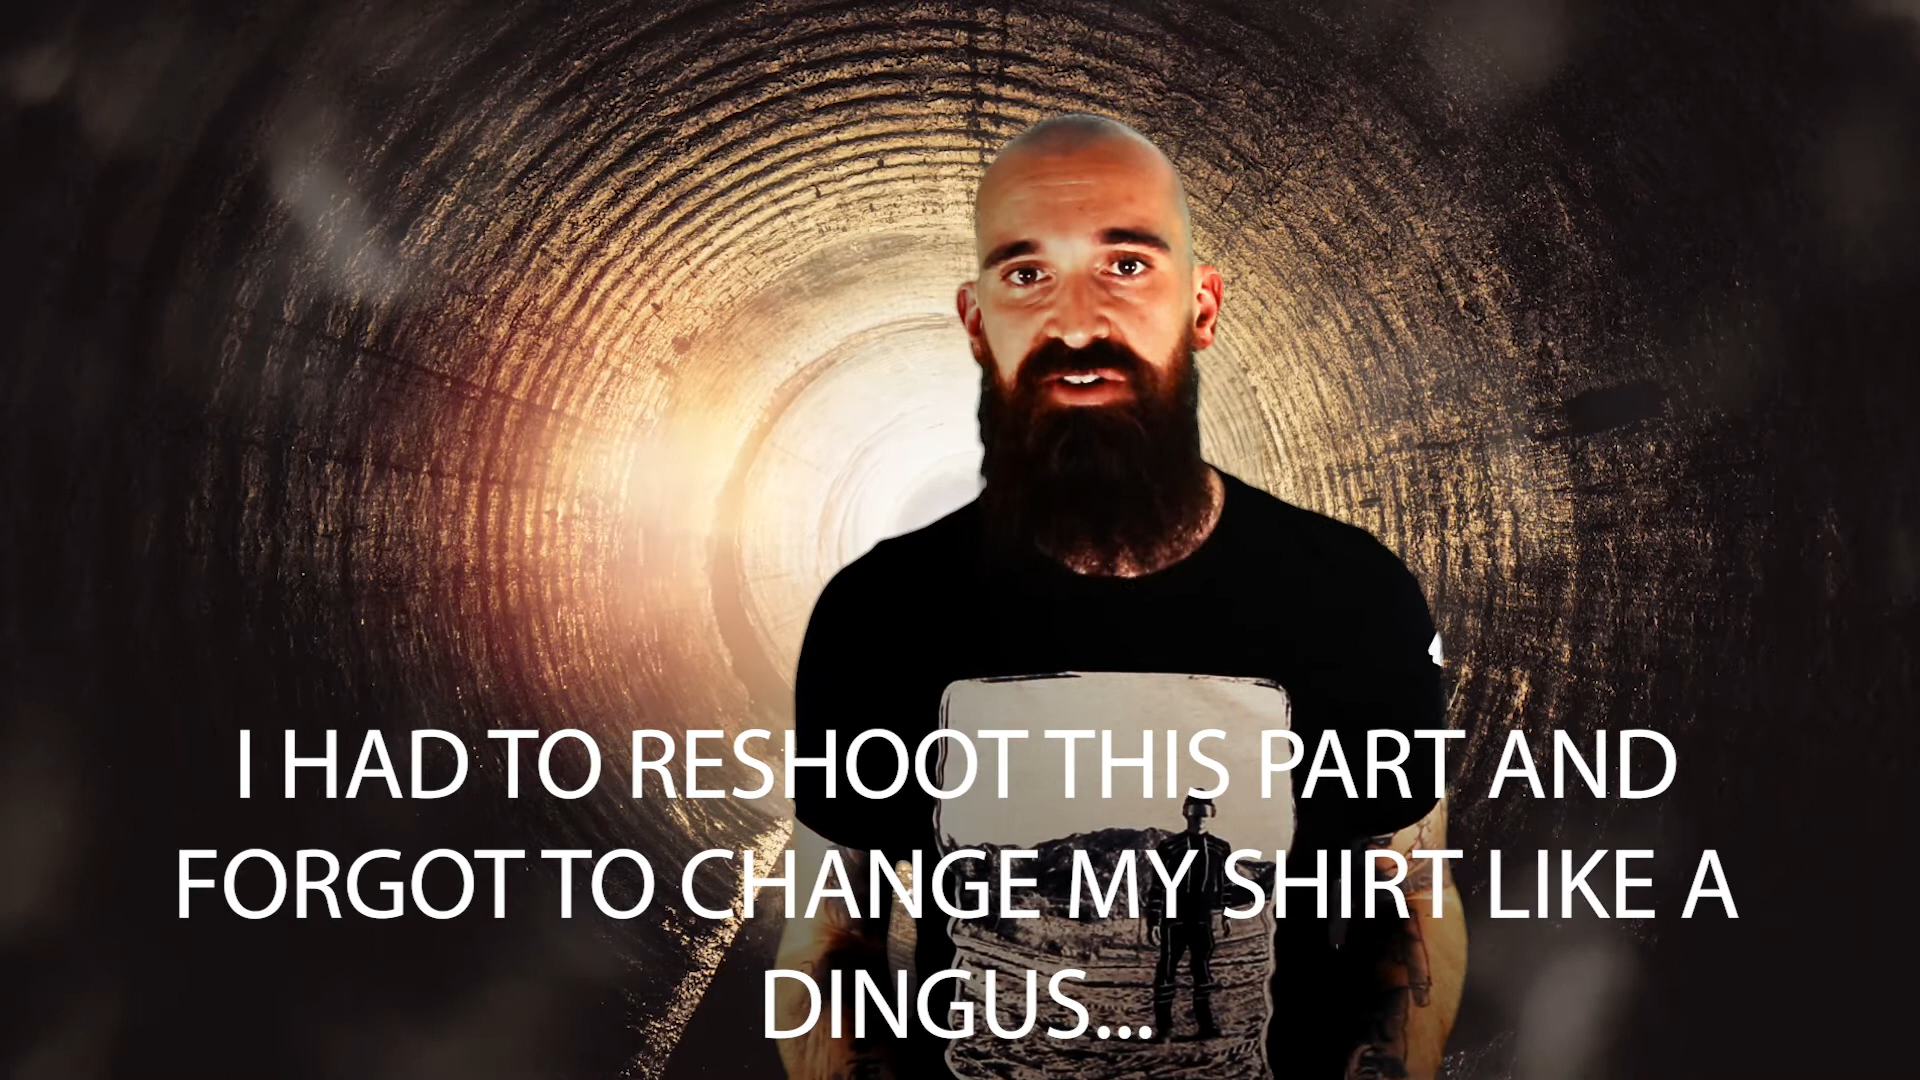 I HAD TO RESHOOT THIS PART AND
FORGOT TO CHANGE MY SHIRT LIKE A
DINGUS...